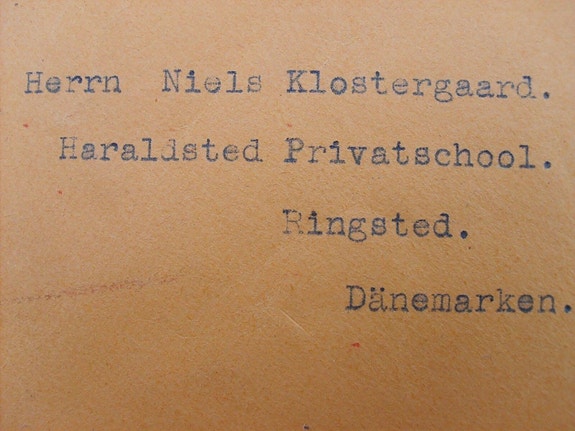 Herrn Niels Klostergaard.
Haraldsted Privatschool.
Ringsted.
Dänemarken.